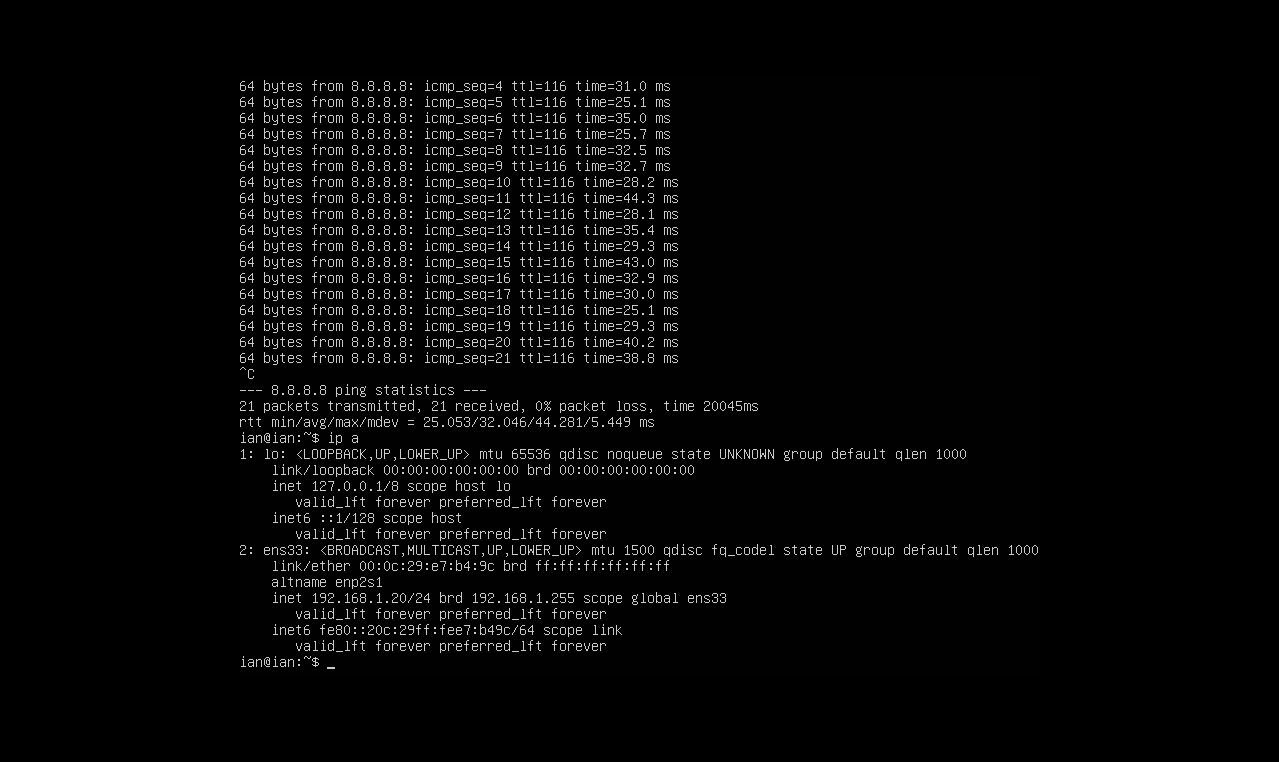 64 bytes from 8.8.8.8: icmp_seq=4 ttl=116 time=31.0 ms
64 bytes from 8.8.8.8: icmp_seq=5 ttl=116 time=25.1 ms
64 bytes from 8.8.8.8: icmp_seq=6 ttl=116 time=35.0 ms
64 bytes from 8.8.8.8: icmp_seq=7 ttl=116 time=25.7 ms
64 bytes from 8.8.8.8: icmp_seq=8 ttl=116 time=32.5 ms
64 bytes from 8.8.8.8: icmp_seq=9 ttl=116 time=32.7 ms
64 bytes from 8.8.8.8: icmp_seq=10 ttl=116 time=28.2 ms
64 bytes from 8.8.8.8: icmp_seq=11 ttl=116 time=44.3 ms
64 bytes from 8.8.8.8: icmp_seq=12 ttl=116 time=28.1 ms
64 bytes from 8.8.8.8: icmp_seq=13 ttl=116 time=35.4 ms
64 bytes from 8.8.8.8: icmp_seq=14 ttl=116 time=29.3 ms
64 bytes from 8.8.8.8: icmp_seq=15 ttl=116 time=43.0 ms
64 bytes from 8.8.8.8: icmp_seq=16 ttl=116 time=32.9 ms
64 bytes from 8.8.8.8: icmp_seq=17 ttl=116 time=30.0 ms
64 bytes from 8.8.8.8: icmp_seq=18 ttl=116 time=25.1 ms
64 bytes from 8.8.8.8: icmp_seq=19 ttl=116 time=29.3 ms
64 bytes from 8.8.8.8: icmp_seq=20 ttl=116 time=40.2 ms
64 bytes from 8.8.8.8: icmp_seq=21 ttl=116 time=38.8 ms
^C
--- 8.8.8.8 ping statistics ---
21 packets transmitted, 21 received, 0% packet loss, time 20045ms
rtt min/avg/max/mdev = 25.053/32.046/44.281/5.449 ms
ian@ian:~$ ip a
1: lo: <LOOPBACK,UP,LOWER_UP> mtu 65536 qdisc noqueue state UNKNOWN group default qlen 1000
    link/loopback 00:00:00:00:00:00 brd 00:00:00:00:00:00
    inet 127.0.0.1/8 scope host lo
       valid_lft forever preferred_lft forever
    inet6 ::1/128 scope host
       valid_lft forever preferred_lft forever
2: ens33: <BROADCAST,MULTICAST,UP,LOWER_UP> mtu 1500 qdisc fq_codel state UP group default qlen 1000
    link/ether 00:0c:29:e7:b4:9c brd ff:ff:ff:ff:ff:ff
    altname enp2s1
    inet 192.168.1.20/24 brd 192.168.1.255 scope global ens33
       valid_lft forever preferred_lft forever
    inet6 fe80::20c:29ff:fee7:b49c/64 scope link
       valid_lft forever preferred_lft forever
ian@ian:~$ _